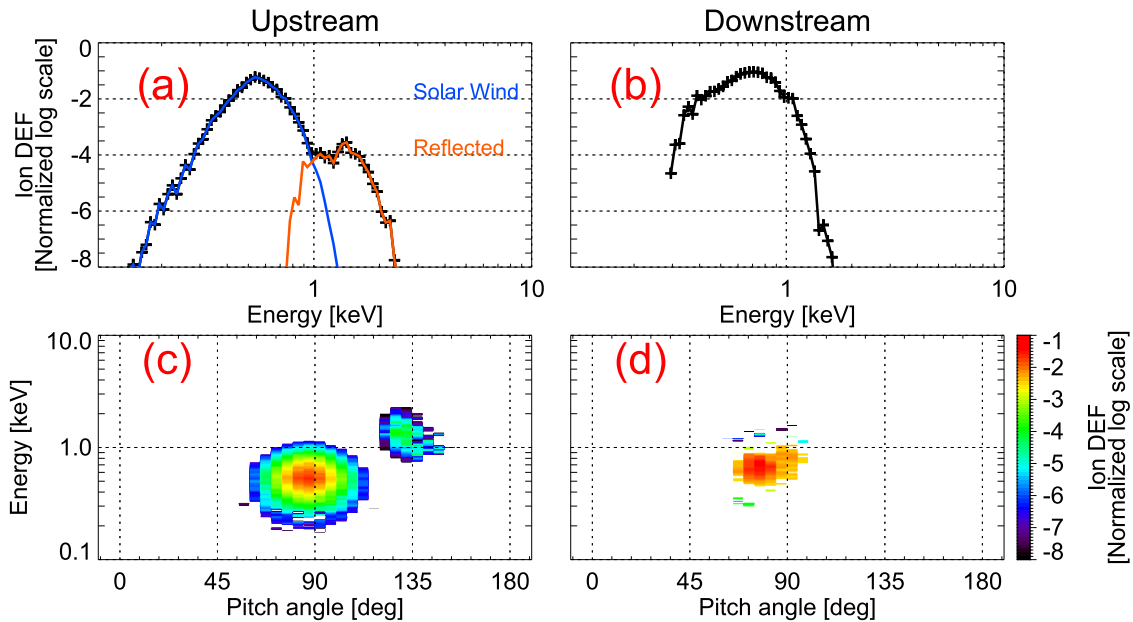 Upstream
Downstream
0
-2
-4
-6
-8
Ion DEF
[Normalized log scale]
(a)
Solar Wind
Reflected
(b)
1
10
1
10
Energy [keV]
Energy [keV]
10.0
1.0
0.1
Energy [keV]
(c)
(d)
-1
-2
-3
-4
-5
-6
-7
-8
Ion DEF
[Normalized log scale]
0
45
90
135
180
0
45
90
135
180
Pitch angle [deg]
Pitch angle [deg]